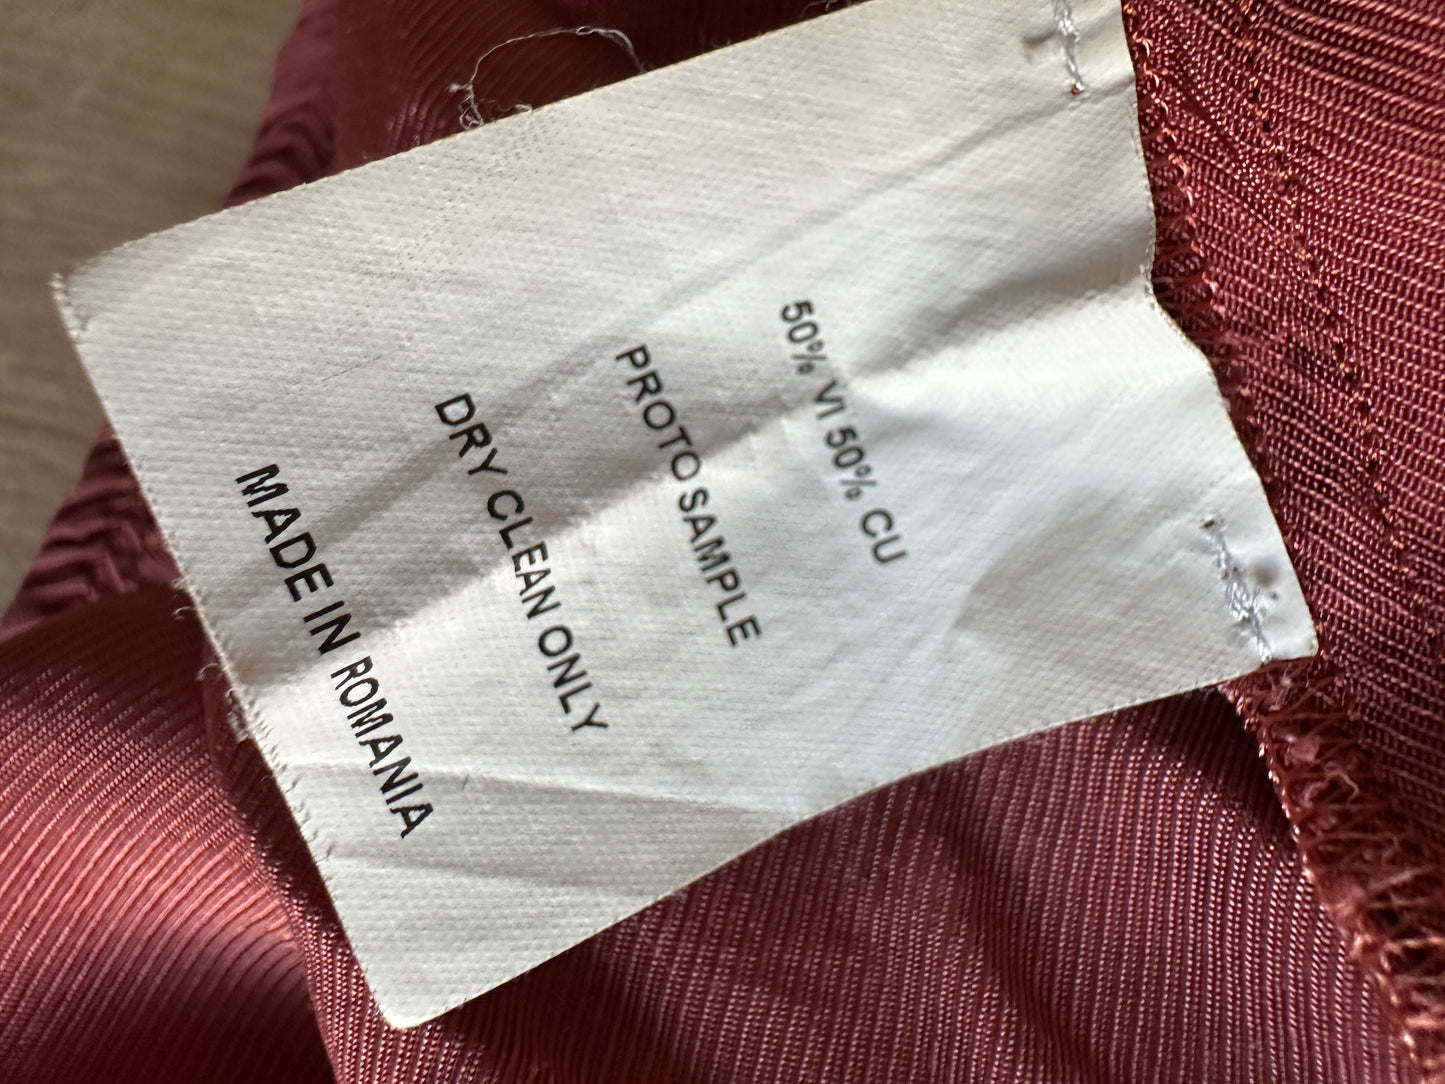 50% VI 50% CU
PROTO SAMPLE
DRY CLEAN ONLY
MADE IN ROMANIA